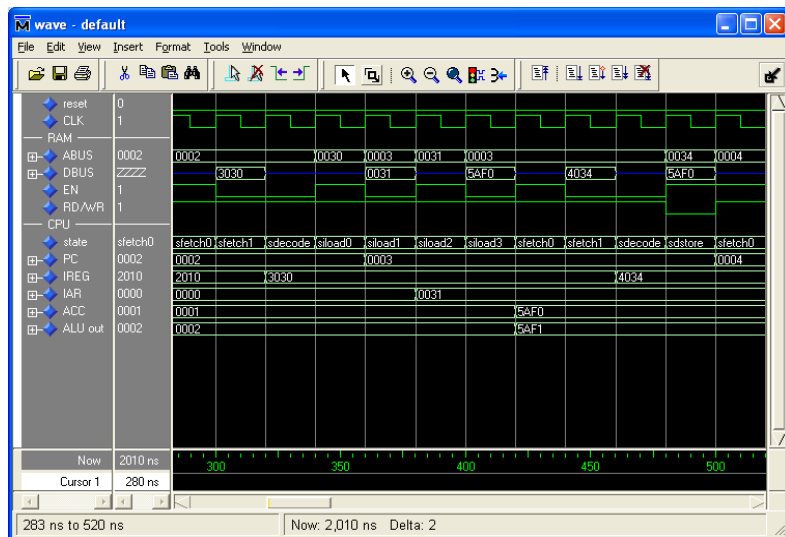 wave - default
File Edit View Insert Format Tools Window
reset 0
CLK 1
RAM
ABUS 0002 0002 0030 0003 0031 0003 0034 0004
DBUS ZZZZ 3030 0031 5AF0 4034 5AF0
EN 1
RD/WR 1
CPU
state sfetch0 sfetch0 sfetch1 sdecode siload0 siload1 siload2 siload3 sfetch0 sfetch1 sdecode sdstore sfetch0
PC 0002 0002 0003 0004
IREG 2010 2010 3030 4034
IAR 0000 0000 0031
ACC 0001 0001 5AF0
ALU out 0002 0002 5AF1
Now 2010 ns 300 350 400 450 500
Cursor 1 280 ns
283 ns to 520 ns Now: 2,010 ns Delta: 2